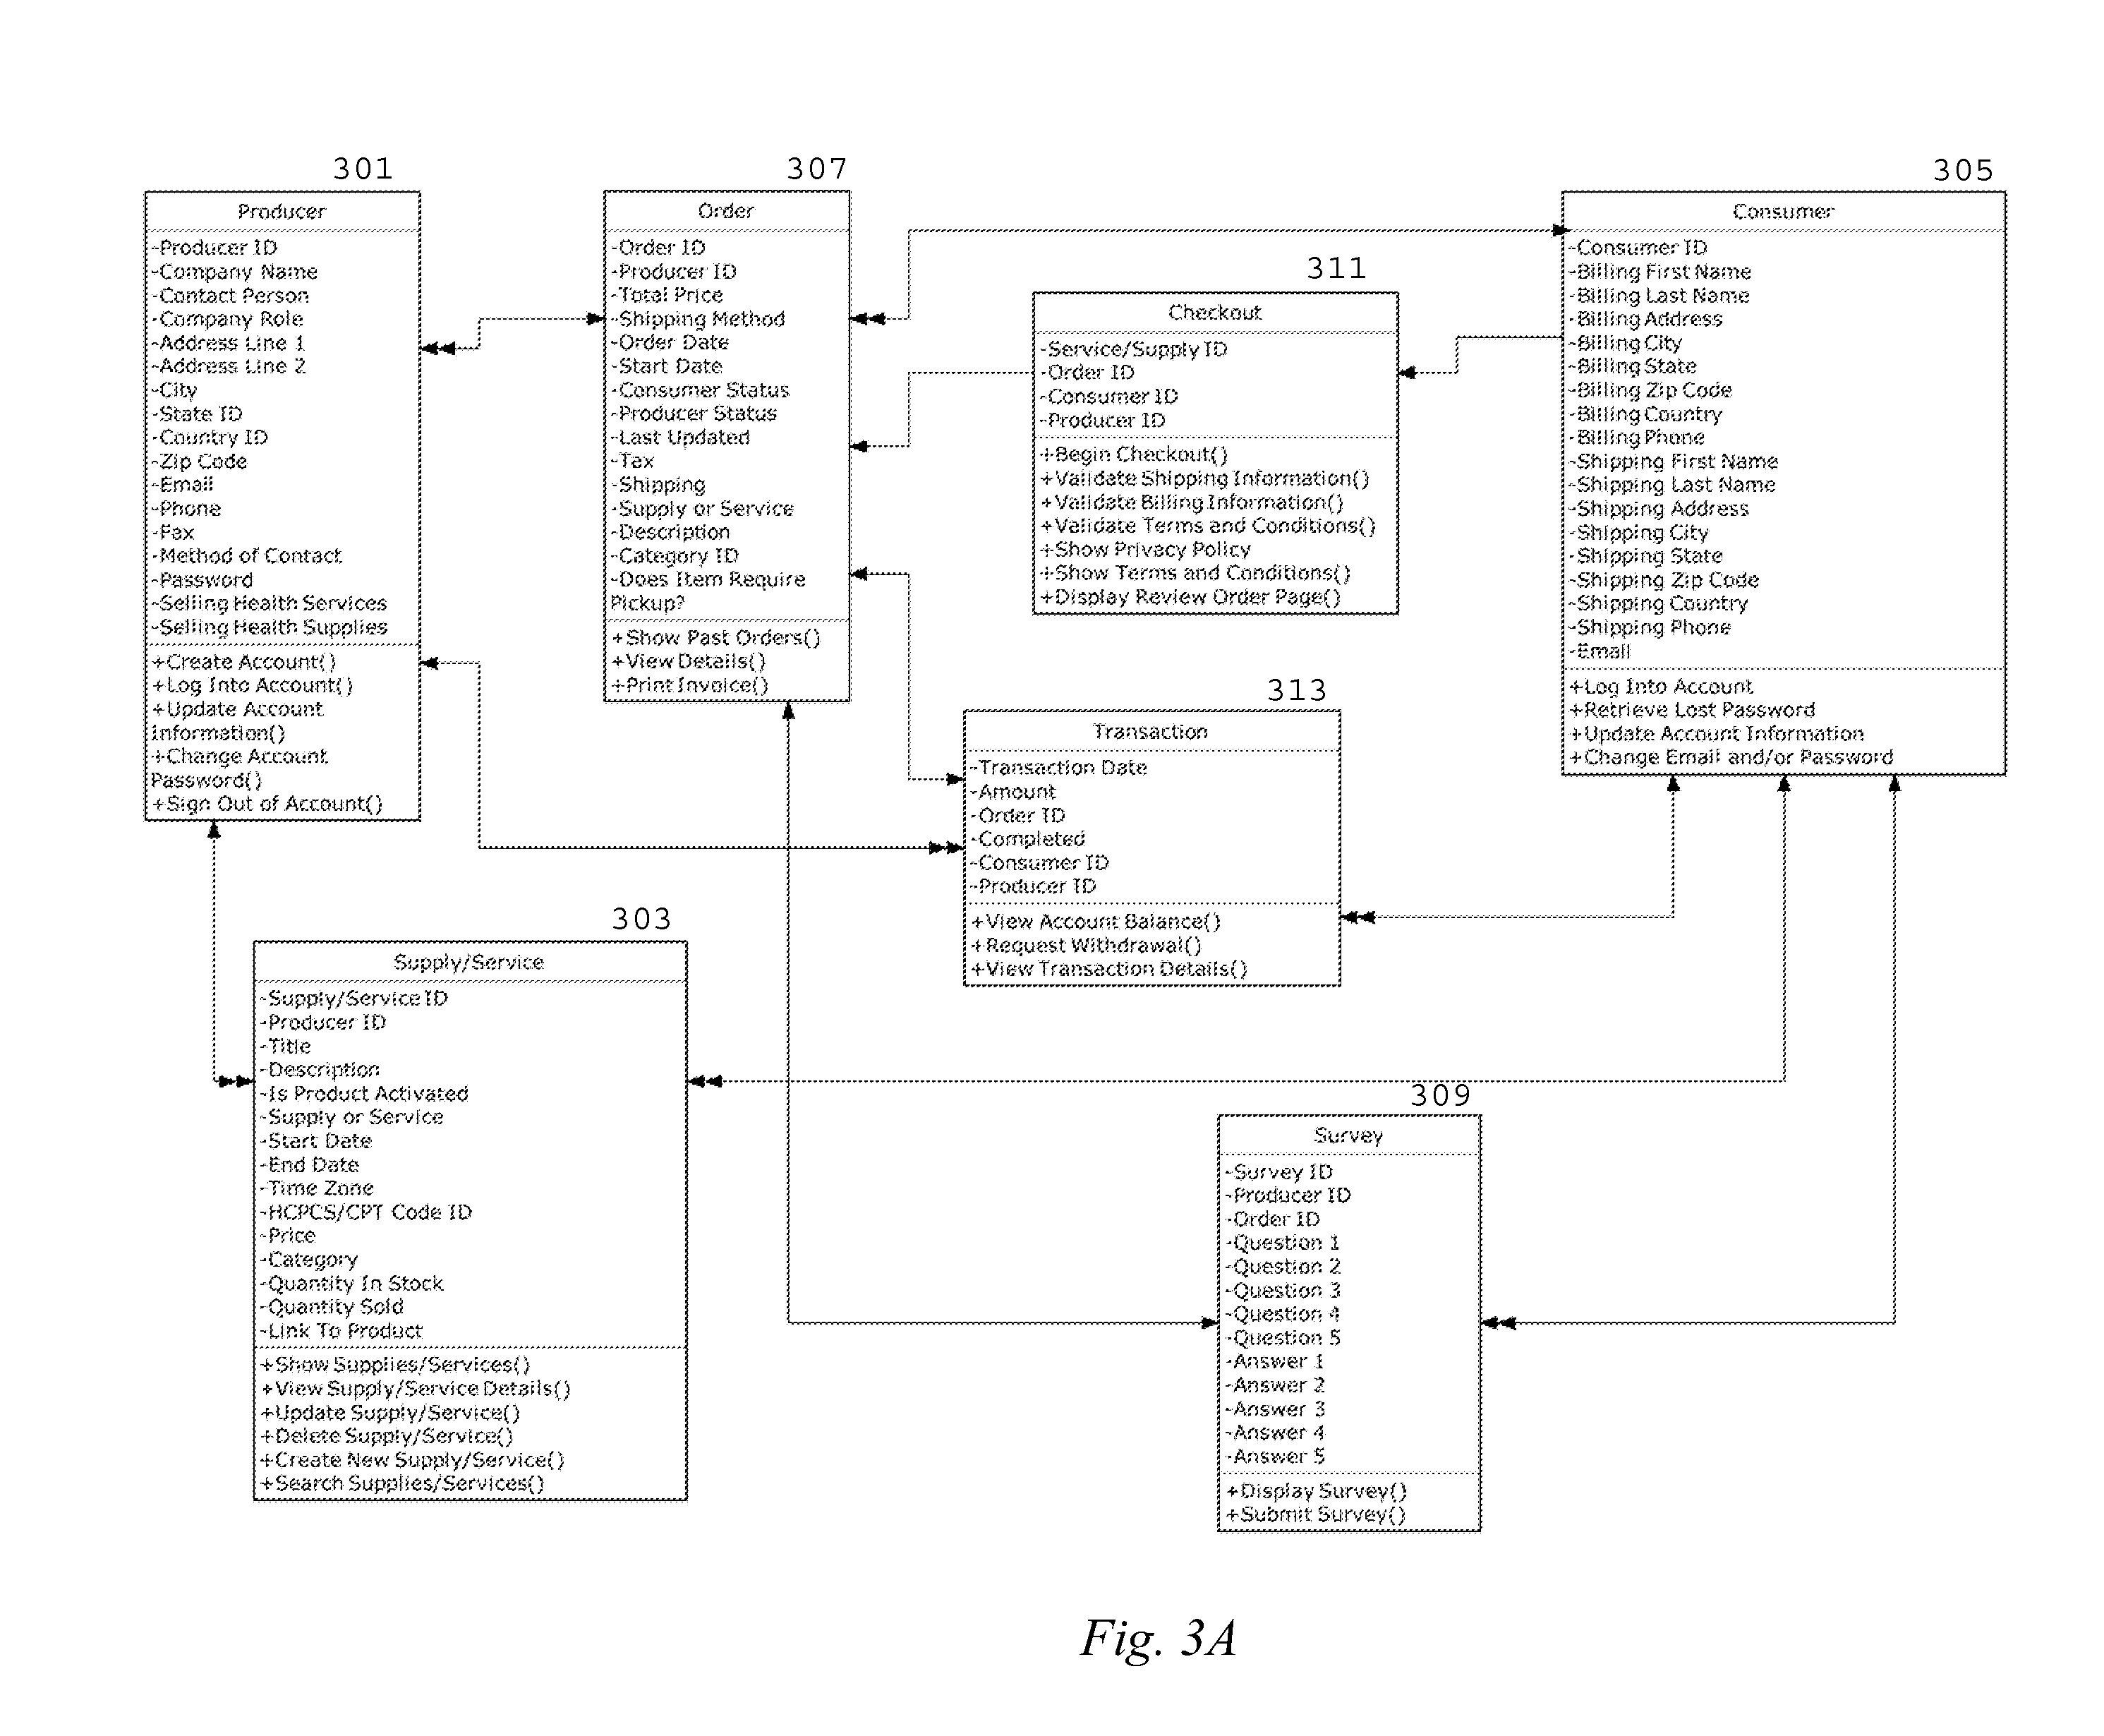 301
Producer
-Producer ID
-Company Name
-Contact Person
-Company Role
-Address Line 1
-Address Line 2
-City
-State ID
-Country ID
-Zip Code
-Email
-Phone
-Fax
-Method of Contact
-Password
-Selling Health Services
-Selling Health Supplies
+Create Account()
+Log Into Account()
+Update Account
Information()
+Change Account
Password()
+Sign Out of Account()
307
Order
-Order ID
-Producer ID
-Total Price
-Shipping Method
-Order Date
-Start Date
-Consumer Status
-Producer Status
-Last Updated
-Tax
-Shipping
-Supply or Service
-Description
-Category ID
-Does Item Require
Pickup?
+Show Past Orders()
+View Details()
+Print Invoice()
311
Checkout
-Service/Supply ID
-Order ID
-Consumer ID
-Producer ID
+Begin Checkout()
+Validate Shipping Information()
+Validate Billing Information()
+Validate Terms and Conditions()
+Show Privacy Policy
+Show Terms and Conditions()
+Display Review Order Page()
305
Consumer
-Consumer ID
-Billing First Name
-Billing Last Name
-Billing Address
-Billing City
-Billing State
-Billing Zip Code
-Billing Country
-Billing Phone
-Shipping First Name
-Shipping Last Name
-Shipping Address
-Shipping City
-Shipping State
-Shipping Zip Code
-Shipping Country
-Shipping Phone
-Email
+Log Into Account
+Retrieve Lost Password
+Update Account Information
+Change Email and/or Password
313
Transaction
-Transaction Date
-Amount
-Order ID
-Completed
-Consumer ID
-Producer ID
+View Account Balance()
+Request Withdrawal()
+View Transaction Details()
303
Supply/Service
-Supply/Service ID
-Producer ID
-Title
-Description
-Is Product Activated
-Supply or Service
-Start Date
-End Date
-Time Zone
-HCPCS/CPT Code ID
-Price
-Category
-Quantity In Stock
-Quantity Sold
-Link To Product
+Show Supplies/Services()
+View Supply/Service Details()
+Update Supply/Service()
+Delete Supply/Service()
+Create New Supply/Service()
+Search Supplies/Services()
309
Survey
-Survey ID
-Producer ID
-Order ID
-Question 1
-Question 2
-Question 3
-Question 4
-Question 5
-Answer 1
-Answer 2
-Answer 3
-Answer 4
-Answer 5
+Display Survey()
+Submit Survey()
Fig. 3A